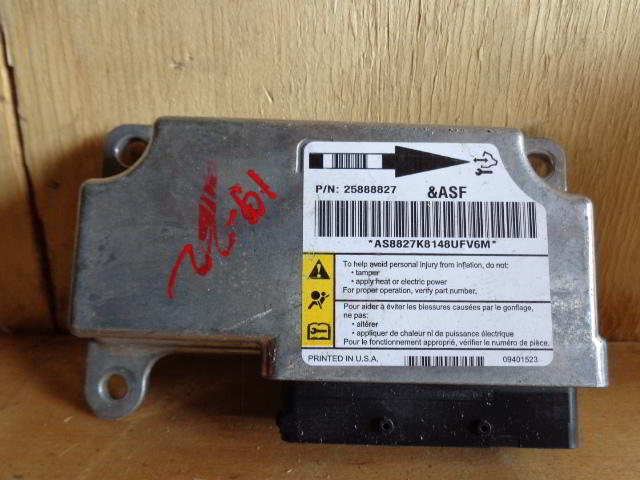 P/N: 25888827 &ASF
*AS8827K8148UFV6M*
To help avoid personal injury from inflation, do not:
• tamper
• apply heat or electric power
For proper operation, verify part number.
Pour aider à éviter les blessures causées par le gonflage,
ne pas:
• altérer
• appliquer de chaleur ni de puissance électrique
Pour le fonctionnement approprié, vérifier le numéro de pièce.
PRINTED IN U.S.A. 09401523